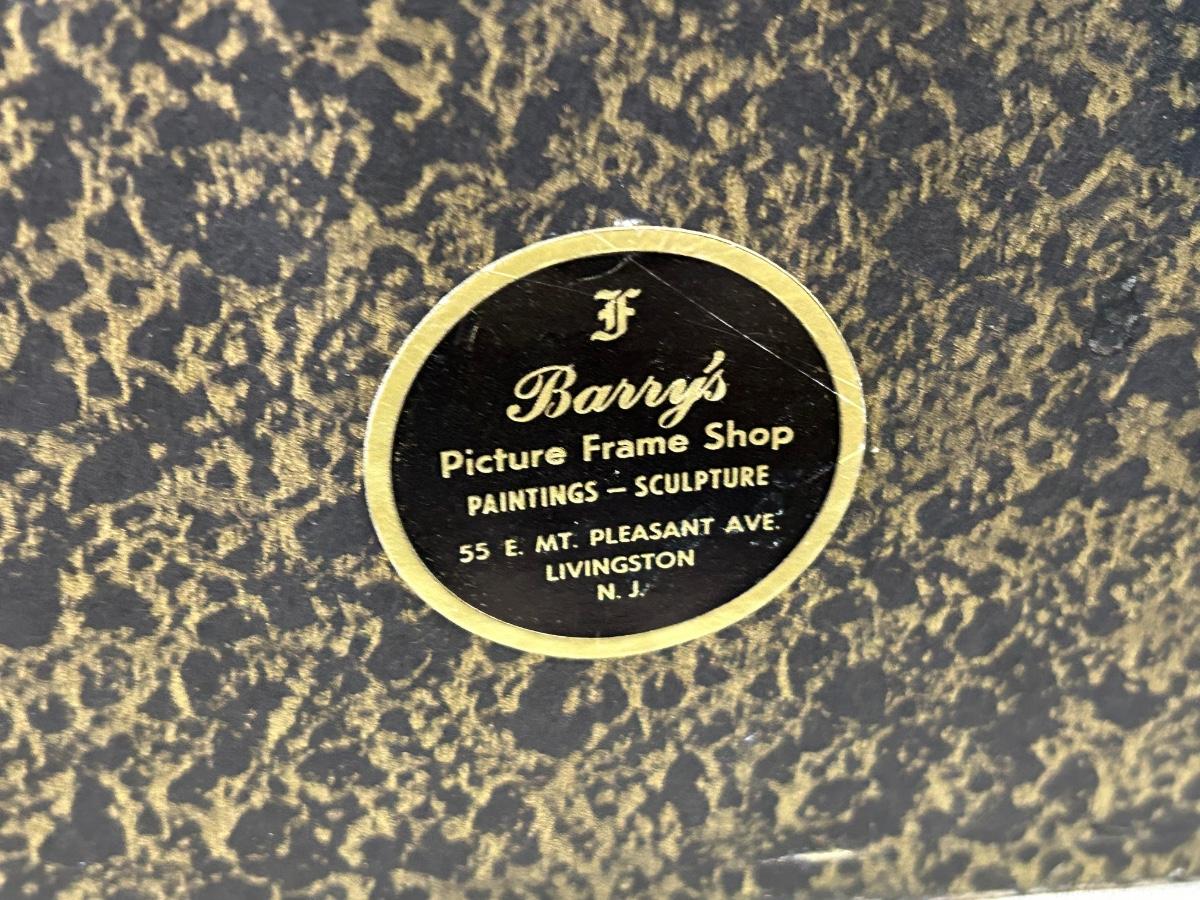 F
Barry's
Picture Frame Shop
PAINTINGS – SCULPTURE
55 E. MT. PLEASANT AVE.
LIVINGSTON
N. J.